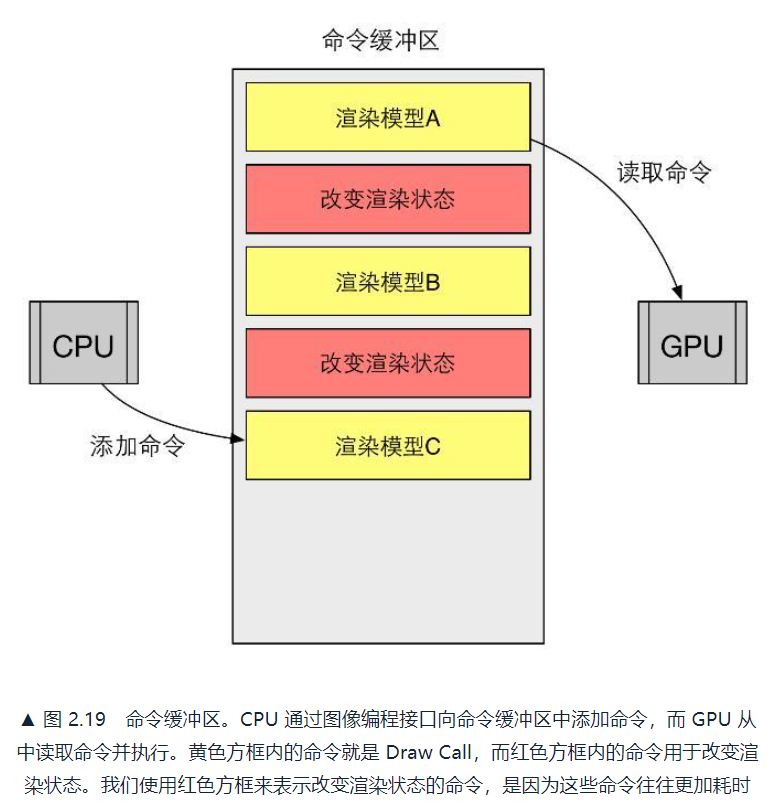 命令缓冲区
渲染模型A
读取命令
改变渲染状态
渲染模型B
CPU
GPU
改变渲染状态
添加命令
渲染模型C
▲ 图 2.19 命令缓冲区。CPU 通过图像编程接口向命令缓冲区中添加命令，而 GPU 从
中读取命令并执行。黄色方框内的命令就是 Draw Call，而红色方框内的命令用于改变渲
染状态。我们使用红色方框来表示改变渲染状态的命令，是因为这些命令往往更加耗时